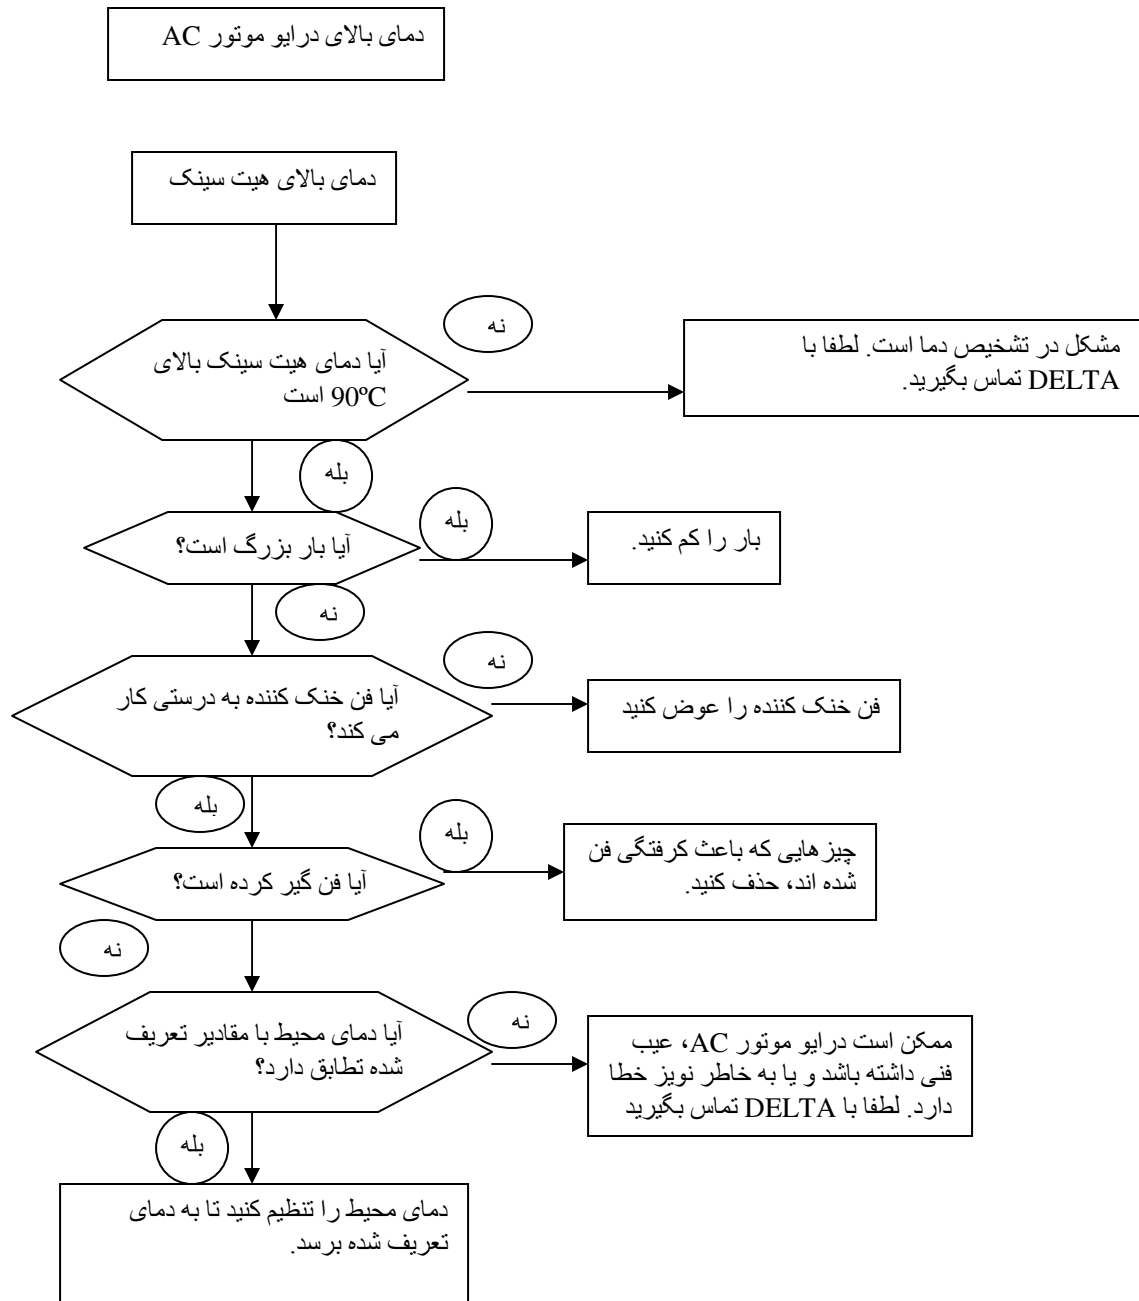 دمای بالای درایو موتور AC
دمای بالای هیت سینک
آیا دمای هیت سینک بالای
90ºC است
نه
مشکل در تشخیص دما است. لطفا با
DELTA تماس بگیرید.
بله
آیا بار بزرگ است؟
بله
بار را کم کنید.
نه
آیا فن خنک کننده به درستی کار
می کند؟
نه
فن خنک کننده را عوض کنید
بله
آیا فن گیر کرده است؟
بله
چیزهایی که باعث کرفتگی فن
شده اند، حذف کنید.
نه
آیا دمای محیط با مقادیر تعریف
شده تطابق دارد؟
نه
ممکن است درایو موتور AC، عیب
فنی داشته باشد و یا به خاطر نویز خطا
دارد. لطفا با DELTA تماس بگیرید
بله
دمای محیط را تنظیم کنید تا به دمای
تعریف شده برسد.